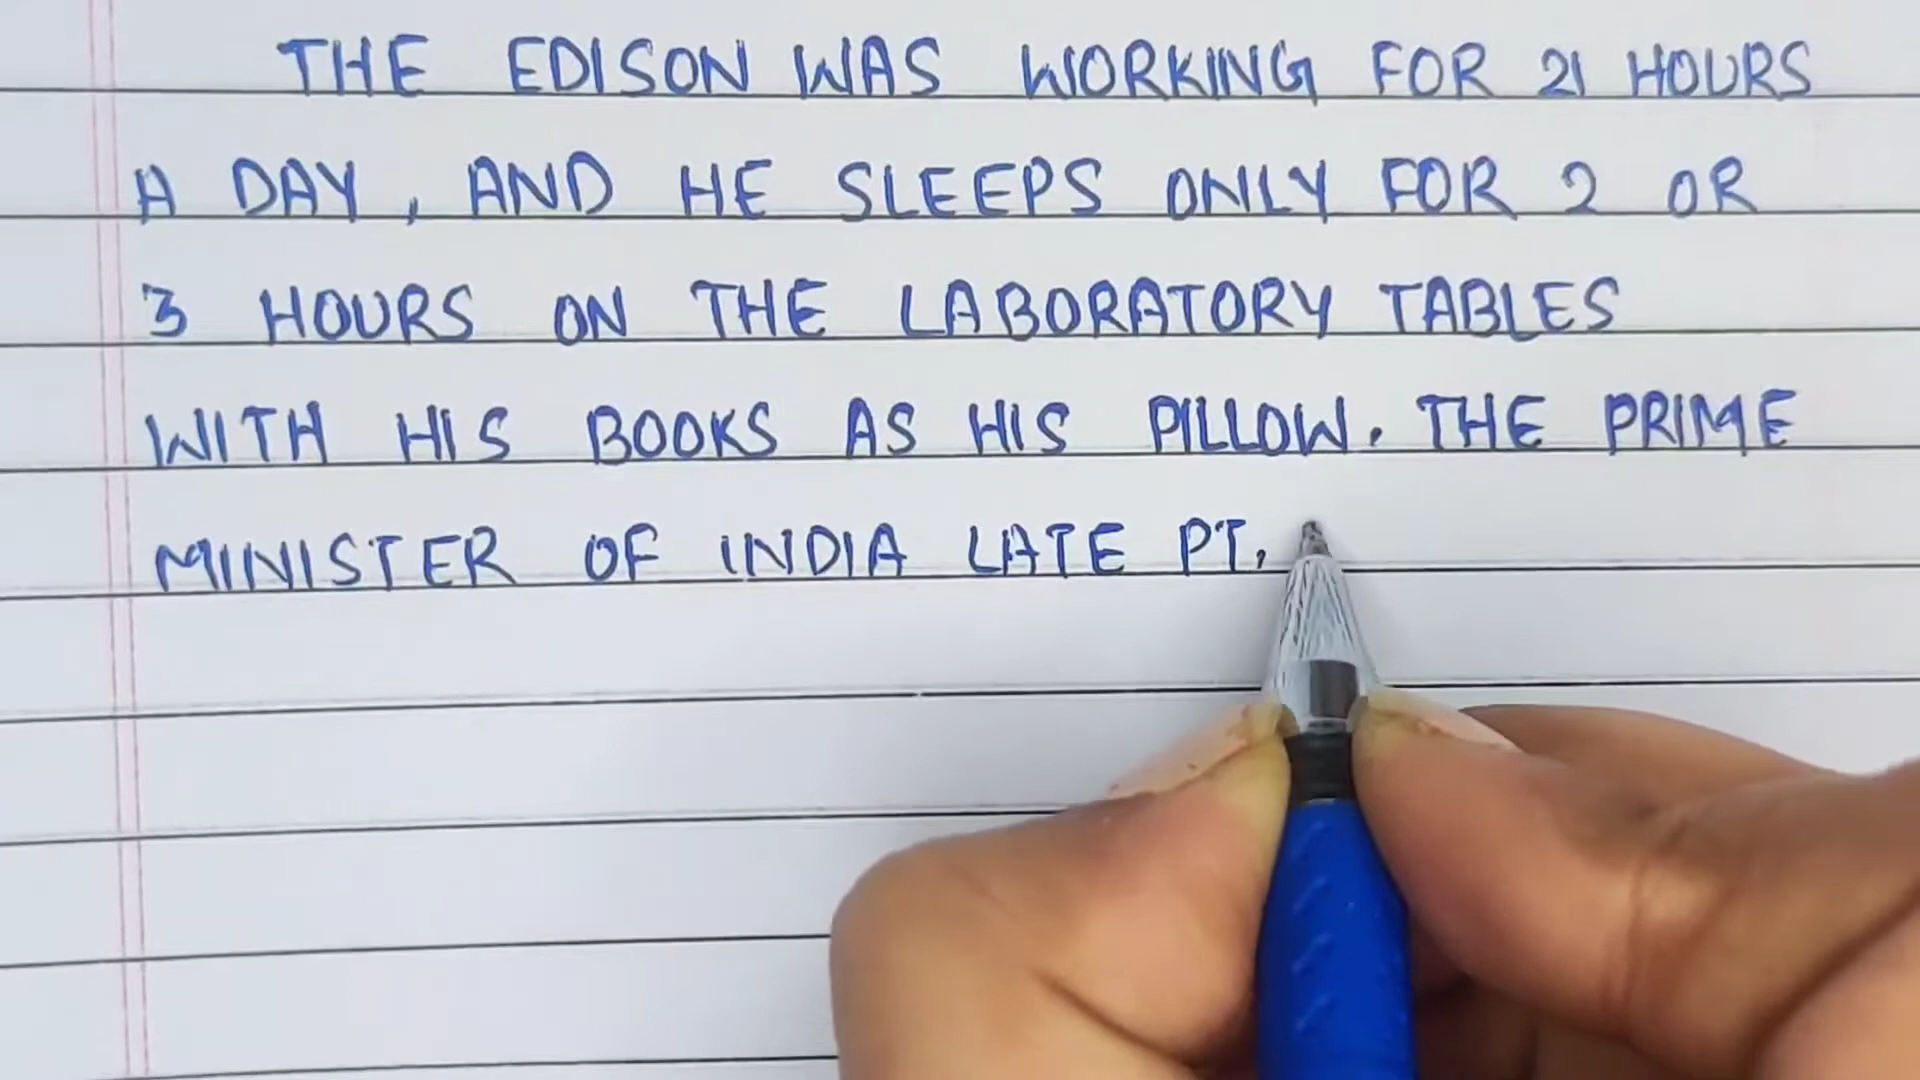 THE EDISON WAS WORKING FOR 21 HOURS
A DAY, AND HE SLEEPS ONLY FOR 2 OR
3 HOURS ON THE LABORATORY TABLES
WITH HIS BOOKS AS HIS PILLOW. THE PRIME
MINISTER OF INDIA LATE PT.